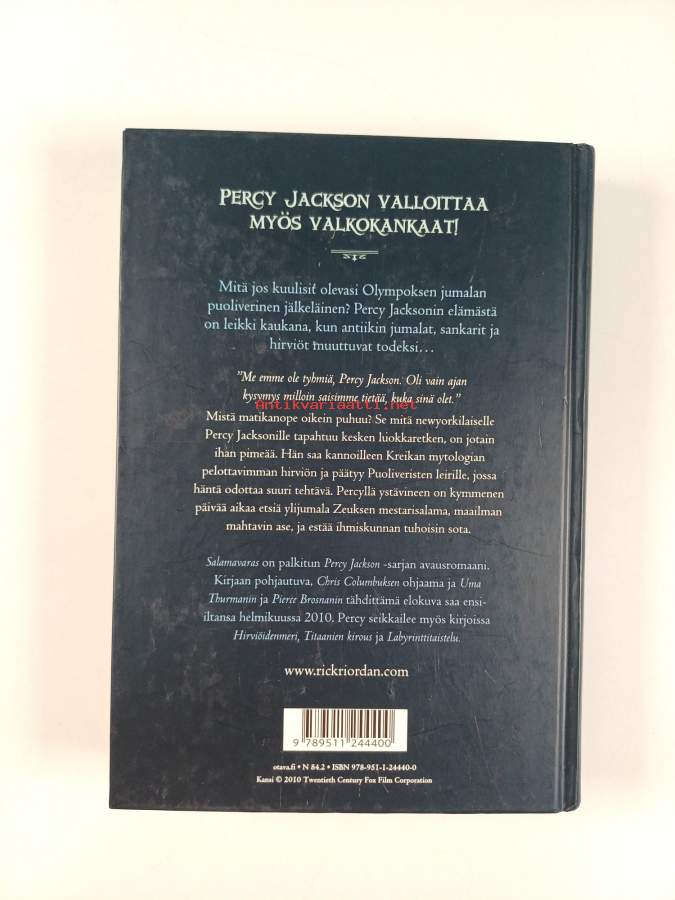 PERCY JACKSON VALLOITTAA
MYÖS VALKOKANKAAT!
Mitä jos kuulisit olevasi Olympoksen jumalan
puoliverinen jälkeläinen? Percy Jacksonin elämästä
on leikki kaukana, kun antiikin jumalat, sankarit ja
hirviöt muuttuvat todeksi…
”Me emme ole tyhmiä, Percy Jackson. Oli vain ajan
kysymys milloin saisimme tietää, kuka sinä olet.”
Antikvariaatti.net
Mistä matikanope oikein puhuu? Se mitä newyorkilaiselle
Percy Jacksonille tapahtuu kesken luokkaretken, on jotain
ihan pimeää. Hän saa kannoilleen Kreikan mytologian
pelottavimman hirviön ja päätyy Puoliveristen leirille, jossa
häntä odottaa suuri tehtävä. Percyllä ystävineen on kymmenen
päivää aikaa etsiä ylijumala Zeuksen mestarisalama, maailman
mahtavin ase, ja estää ihmiskunnan tuhoisin sota.
Salamavaras on palkitun Percy Jackson -sarjan avausromaani.
Kirjaan pohjautuva, Chris Columbuksen ohjaama ja Uma
Thurmanin ja Pierce Brosnanin tähdittämä elokuva saa ensi-
iltansa helmikuussa 2010. Percy seikkailee myös kirjoissa
Hirviöidenmeri, Titaanien kirous ja Labyrinttitaistelu.
www.rickriordan.com
9 789511 244400
otava.fi • N 84.2 • ISBN 978-951-1-24440-0
Kansi © 2010 Twentieth Century Fox Film Corporation